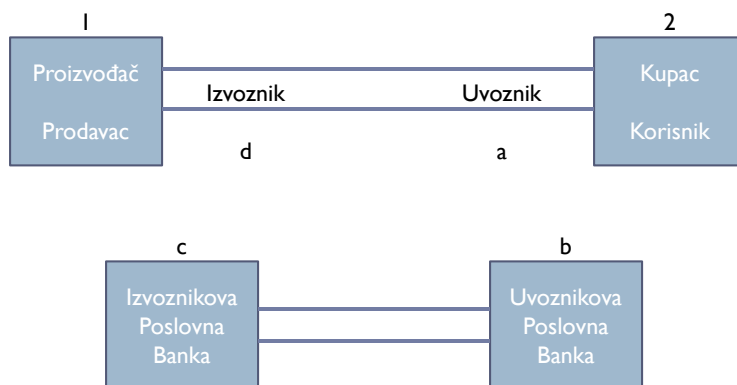 1
2
Proizvođač
Prodavac
Izvoznik
Uvoznik
Kupac
Korisnik
d
a
c
b
Izvoznikova
Poslovna
Banka
Uvoznikova
Poslovna
Banka